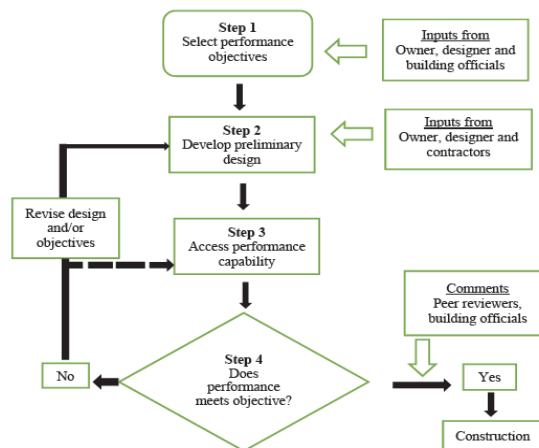 Step 1
Select performance
objectives
Inputs from
Owner, designer and
building officials
Step 2
Develop preliminary
design
Inputs from
Owner, designer and
contractors
Revise design
and/or
objectives
Step 3
Access performance
capability
Comments
Peer reviewers,
building officials
No
Step 4
Does
performance
meets objective?
Yes
Construction